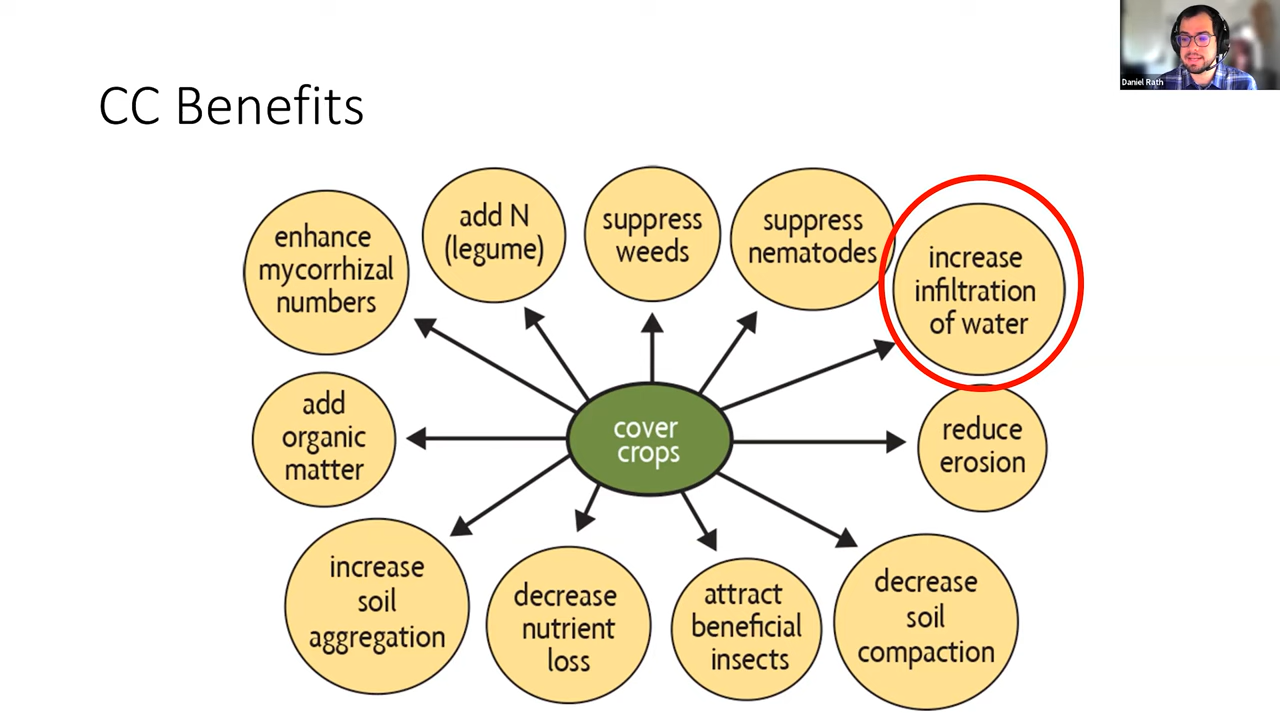 Daniel Rath
CC Benefits
enhance
mycorrhizal
numbers
add N
(legume)
suppress
weeds
suppress
nematodes
increase
infiltration
of water
add
organic
matter
cover
crops
reduce
erosion
increase
soil
aggregation
decrease
nutrient
loss
attract
beneficial
insects
decrease
soil
compaction